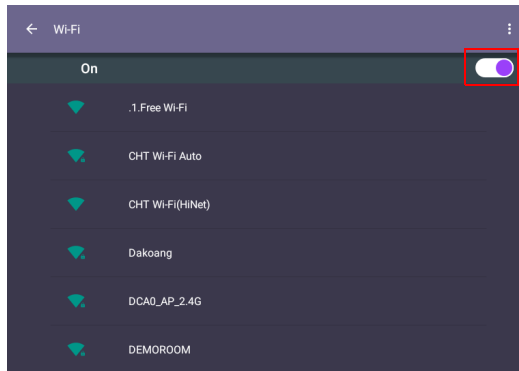 Wi-Fi
On
.1.Free Wi-Fi
CHT Wi-Fi Auto
CHT Wi-Fi(HiNet)
Dakoang
DCA0_AP_2.4G
DEMOROOM